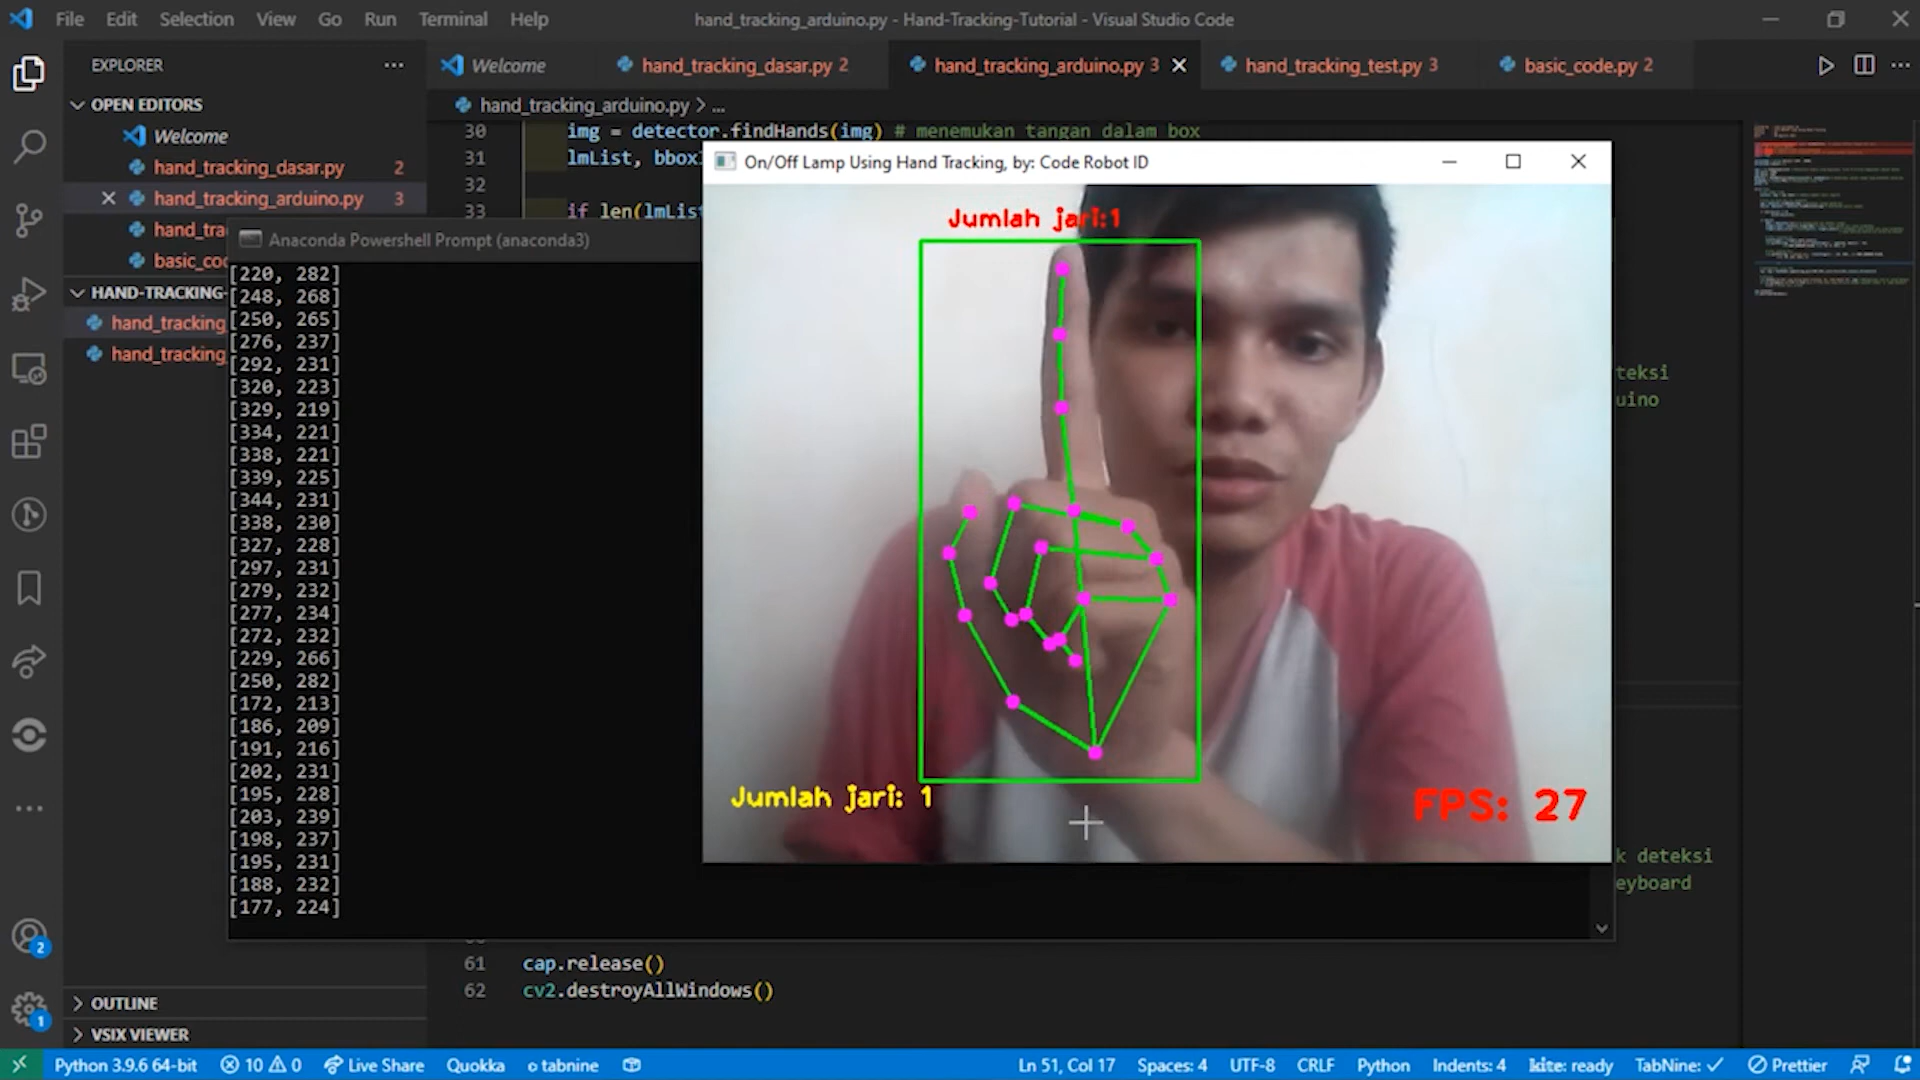 File Edit Selection View Go Run Terminal Help
hand_tracking_arduino.py - Hand-Tracking-Tutorial - Visual Studio Code
EXPLORER
Welcome
hand_tracking_dasar.py 2
hand_tracking_arduino.py 3
hand_tracking_test.py 3
basic_code.py 2
OPEN EDITORS
Welcome
hand_tracking_dasar.py 2
hand_tracking_arduino.py 3
hand_tra
basic_co
HAND-TRACKING-
hand_tracking
hand_tracking
hand_tracking_arduino.py > ...
30 img = detector.findHands(img) # menemukan tangan dalam box
31 lmList, bbox
32
33 if len(lmList
teksi
uino
k deteksi
eyboard
61 cap.release()
62 cv2.destroyAllWindows()
Anaconda Powershell Prompt (anaconda3)
[220, 282]
[248, 268]
[250, 265]
[276, 237]
[292, 231]
[320, 223]
[329, 219]
[334, 221]
[338, 221]
[339, 225]
[344, 231]
[338, 230]
[327, 228]
[297, 231]
[279, 232]
[277, 234]
[272, 232]
[229, 266]
[250, 282]
[172, 213]
[186, 209]
[191, 216]
[202, 231]
[195, 228]
[203, 239]
[198, 237]
[195, 231]
[188, 232]
[177, 224]
On/Off Lamp Using Hand Tracking, by: Code Robot ID
Jumlah jari:1
Jumlah jari: 1
FPS: 27
OUTLINE
VSIX VIEWER
2
1
Python 3.9.6 64-bit 10 0 Live Share Quokka tabnine
Ln 51, Col 17 Spaces: 4 UTF-8 CRLF Python Indents: 4 kite: ready TabNine: Prettier